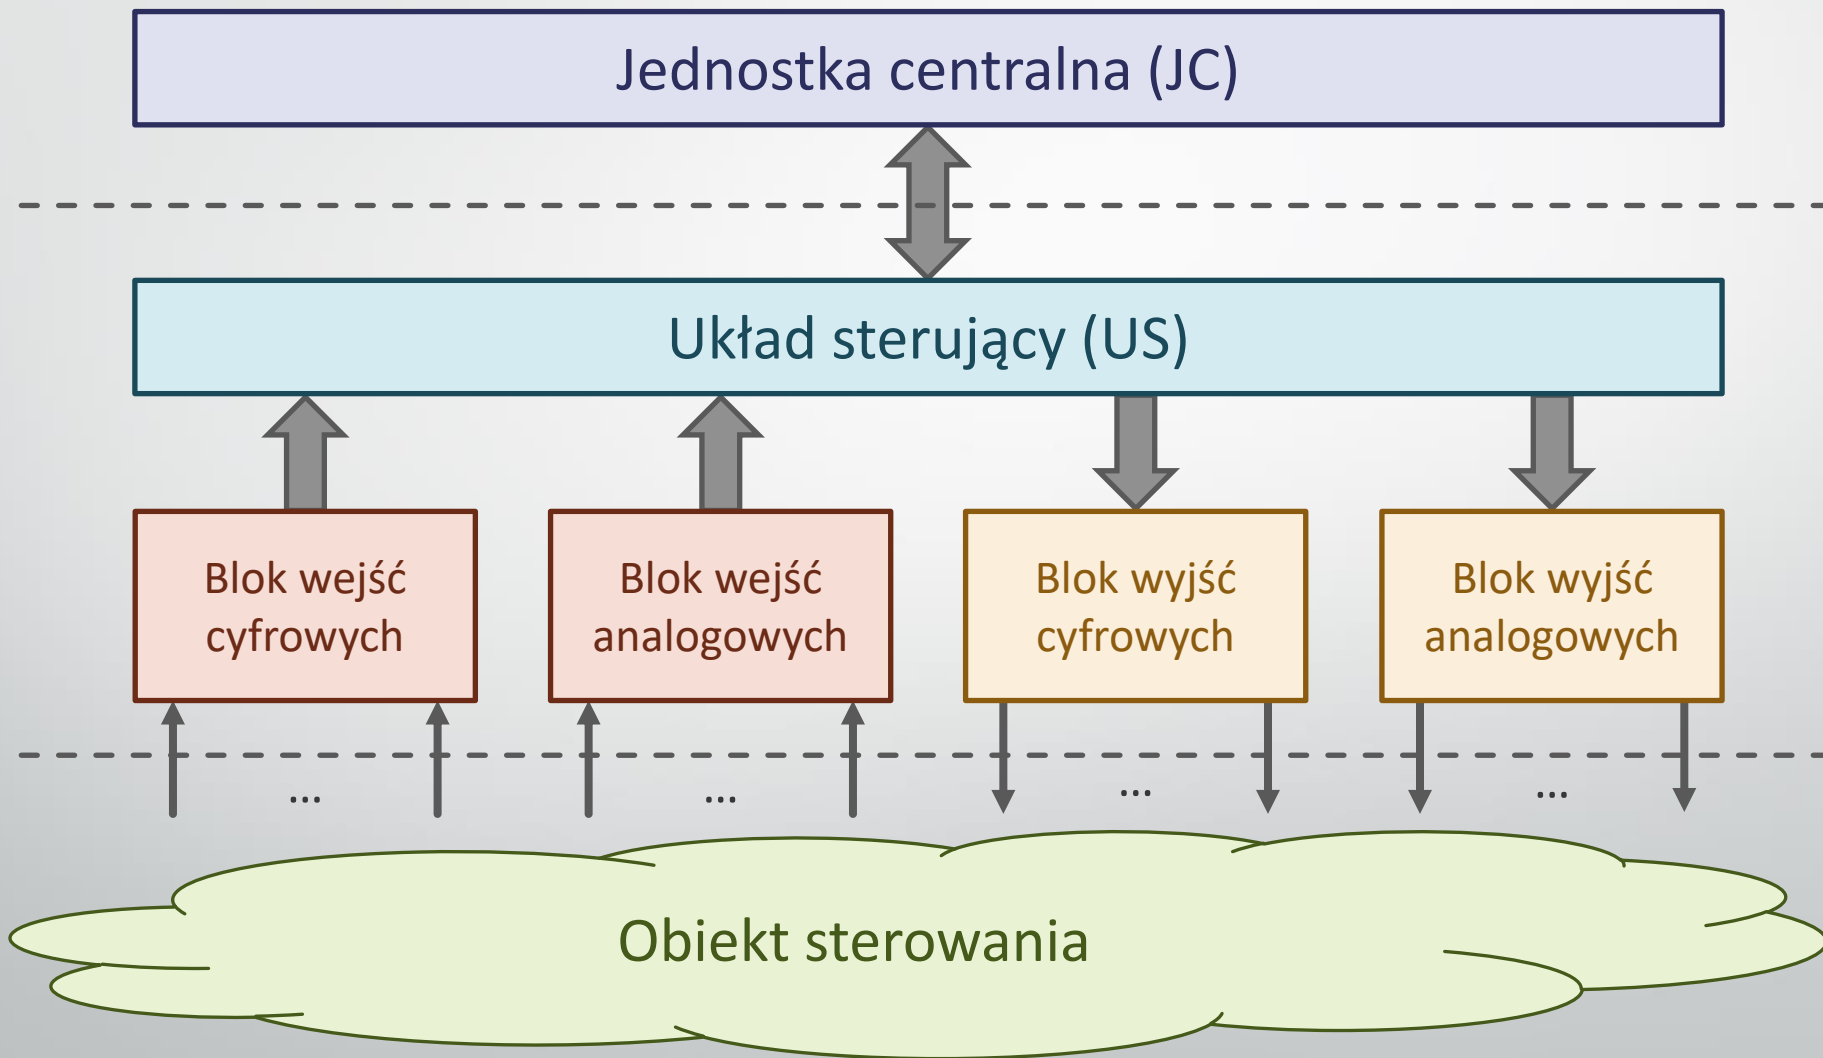 Jednostka centralna (JC)
Układ sterujący (US)
Blok wejść
cyfrowych
Blok wejść
analogowych
Blok wyjść
cyfrowych
Blok wyjść
analogowych
...
...
...
...
Obiekt sterowania